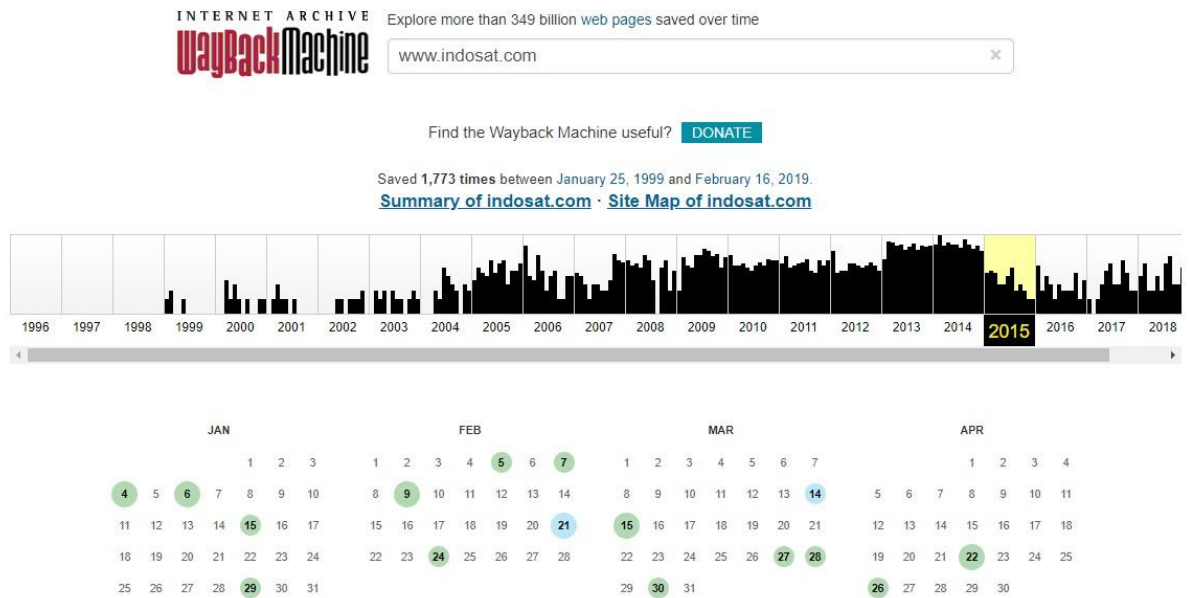 INTERNET ARCHIVE
WayBackMachine
Explore more than 349 billion web pages saved over time
www.indosat.com ×
Find the Wayback Machine useful? DONATE
Saved 1,773 times between January 25, 1999 and February 16, 2019.
Summary of indosat.com · Site Map of indosat.com
1996 1997 1998 1999 2000 2001 2002 2003 2004 2005 2006 2007 2008 2009 2010 2011 2012 2013 2014 2015 2016 2017 2018
JAN
1 2 3
4 5 6 7 8 9 10
11 12 13 14 15 16 17
18 19 20 21 22 23 24
25 26 27 28 29 30 31
FEB
1 2 3 4 5 6 7
8 9 10 11 12 13 14
15 16 17 18 19 20 21
22 23 24 25 26 27 28
MAR
1 2 3 4 5 6 7
8 9 10 11 12 13 14
15 16 17 18 19 20 21
22 23 24 25 26 27 28
29 30 31
APR
1 2 3 4
5 6 7 8 9 10 11
12 13 14 15 16 17 18
19 20 21 22 23 24 25
26 27 28 29 30